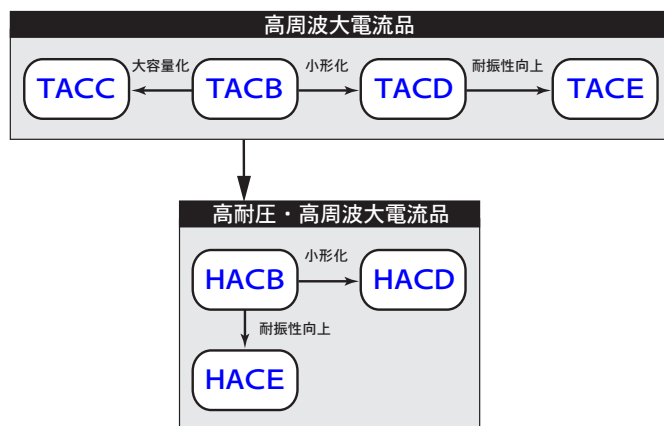 高周波大電流品
TACC
大容量化
TACB
小形化
TACD
耐振性向上
TACE
高耐圧・高周波大電流品
HACB
小形化
HACD
耐振性向上
HACE